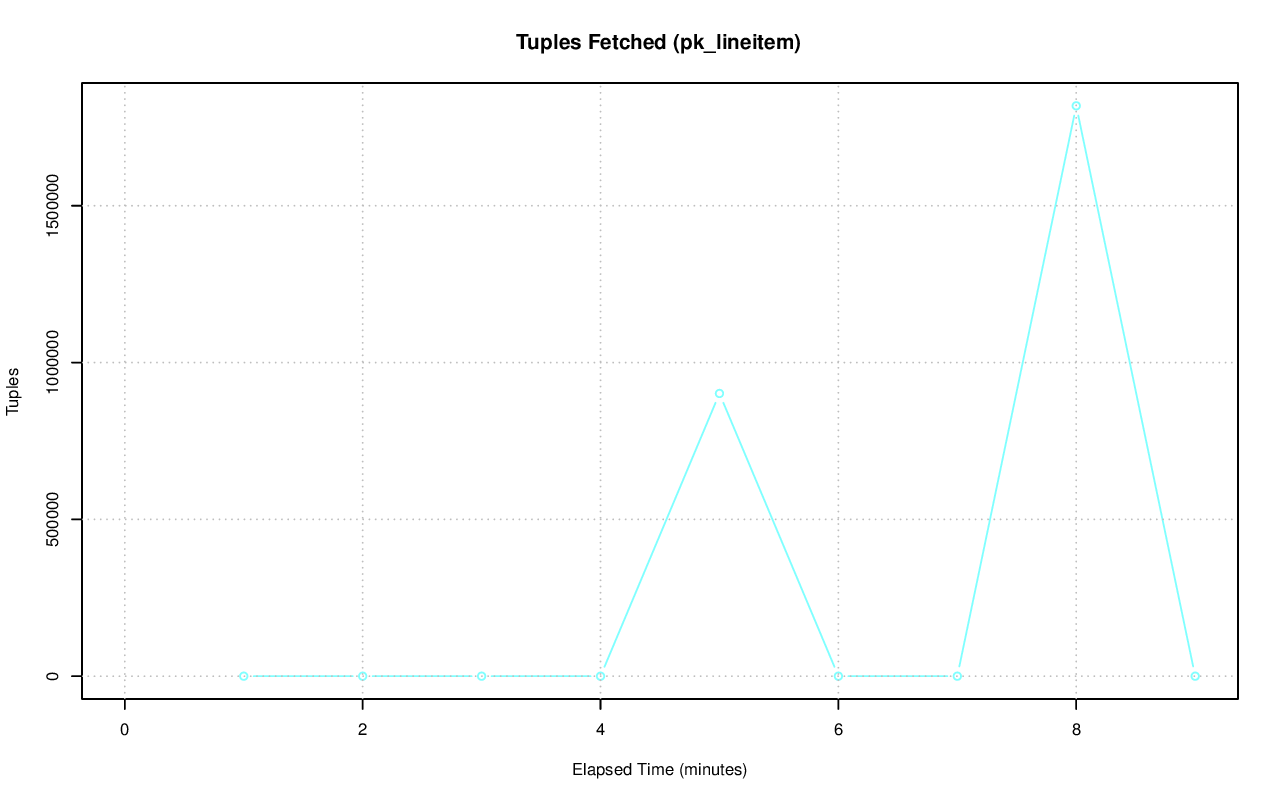 Tuples Fetched (pk_lineitem)
1500000
1000000
500000
0
Tuples
0 2 4 6 8
Elapsed Time (minutes)